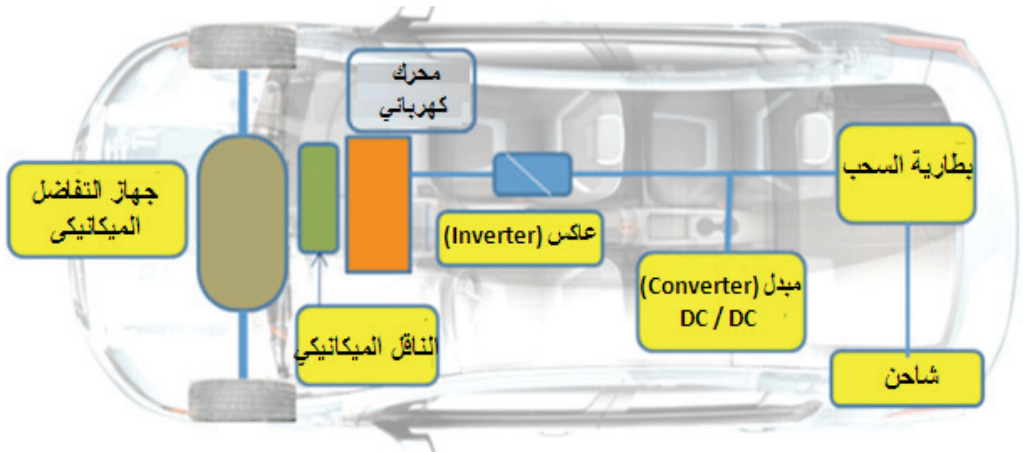 محرك
كهربائي
جهاز التفاضل
الميكانيكى
عاكس (Inverter)
بطارية السحب
مبدل (Converter)
DC / DC
الناقل الميكانيكي
شاحن